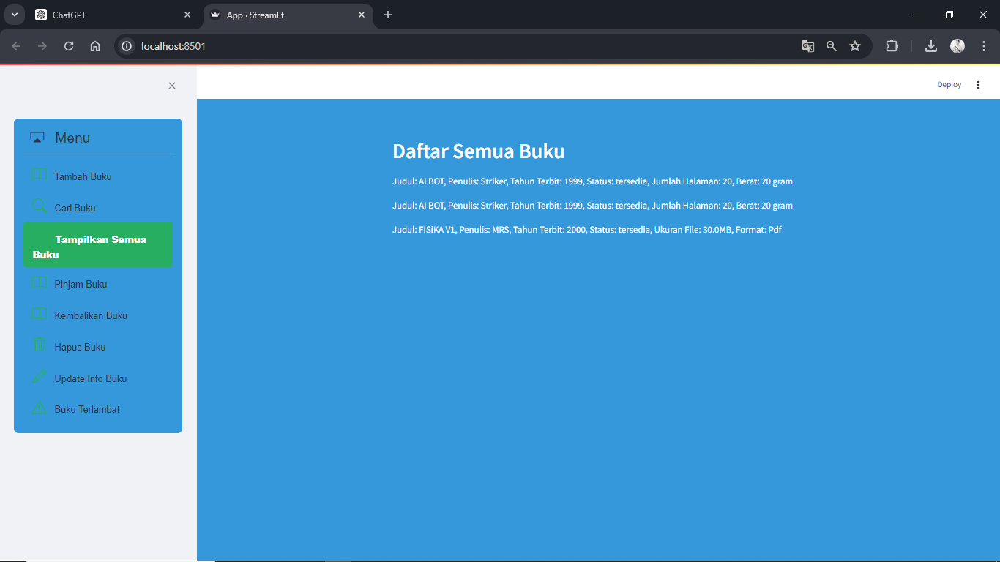 ChatGPT
App · Streamlit
localhost:8501
Deploy
Menu
Tambah Buku
Cari Buku
Tampilkan Semua
Buku
Pinjam Buku
Kembalikan Buku
Hapus Buku
Update Info Buku
Buku Terlambat
Daftar Semua Buku
Judul: AI BOT, Penulis: Striker, Tahun Terbit: 1999, Status: tersedia, Jumlah Halaman: 20, Berat: 20 gram
Judul: AI BOT, Penulis: Striker, Tahun Terbit: 1999, Status: tersedia, Jumlah Halaman: 20, Berat: 20 gram
Judul: FISiKA V1, Penulis: MRS, Tahun Terbit: 2000, Status: tersedia, Ukuran File: 30.0MB, Format: Pdf